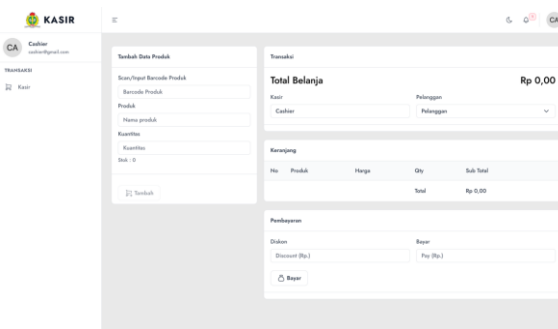 KASIR
CA
CA
Cashier
cashier@gmail.com
TRANSAKSI
Kasir
Tambah Data Produk
Scan/Input Barcode Produk
Barcode Produk
Produk
Nama produk
Kuantitas
Kuantitas
Stok : 0
Tambah
Transaksi
Total Belanja Rp 0,00
Kasir Pelanggan
Cashier Pelanggan
Keranjang
No Produk Harga Qty Sub Total
Total Rp 0,00
Pembayaran
Diskon Bayar
Discount (Rp.) Pay (Rp.)
Bayar